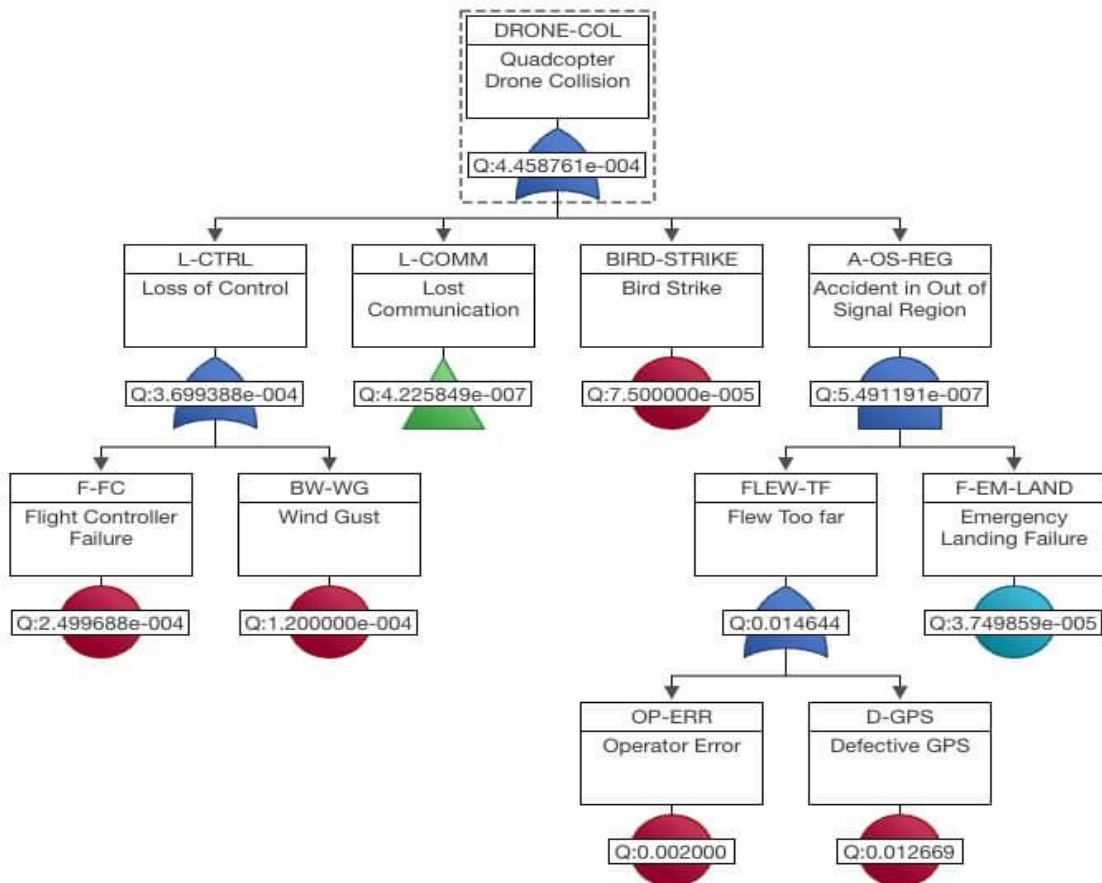 DRONE-COL
Quadcopter
Drone Collision
Q:4.458761e-004
L-CTRL
Loss of Control
Q:3.699388e-004
L-COMM
Lost
Communication
Q:4.225849e-007
BIRD-STRIKE
Bird Strike
Q:7.500000e-005
A-OS-REG
Accident in Out of
Signal Region
Q:5.491191e-007
F-FC
Flight Controller
Failure
Q:2.499688e-004
BW-WG
Wind Gust
Q:1.200000e-004
FLEW-TF
Flew Too far
Q:0.014644
F-EM-LAND
Emergency
Landing Failure
Q:3.749859e-005
OP-ERR
Operator Error
Q:0.002000
D-GPS
Defective GPS
Q:0.012669